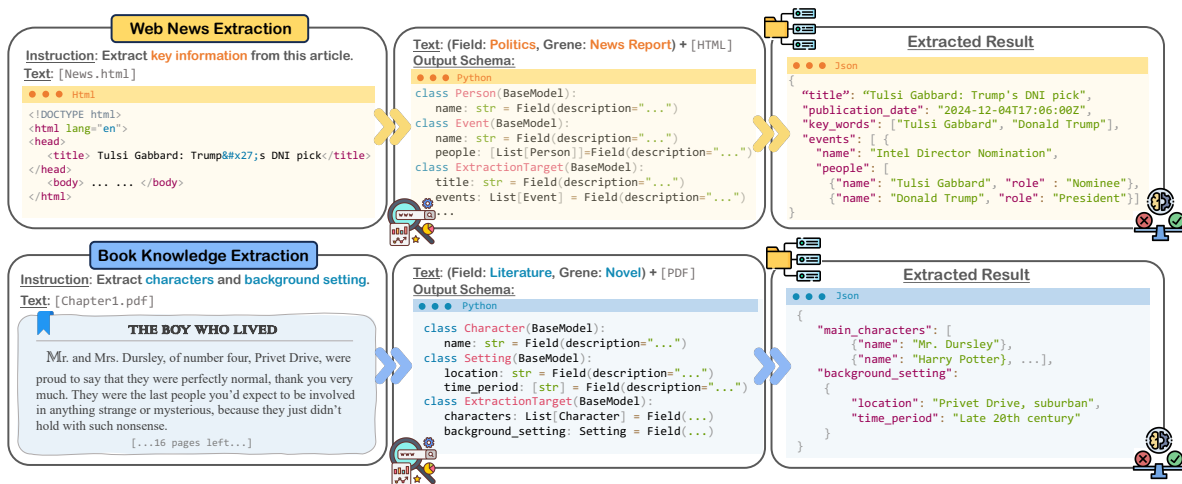 Web News Extraction
Instruction: Extract key information from this article.
Text: [News.html]
Html
<!DOCTYPE html>
<html lang="en">
<head>
<title> Tulsi Gabbard: Trump&#x27;s DNI pick</title>
</head>
<body> ... ... </body>
</html>
Text: (Field: Politics, Grene: News Report) + [HTML]
Output Schema:
Python
class Person(BaseModel):
name: str = Field(description="...")
class Event(BaseModel):
name: str = Field(description="...")
people: [List[Person]]=Field(description="...")
class ExtractionTarget(BaseModel):
title: str = Field(description="...")
events: List[Event] = Field(description="...")
...
www
Extracted Result
Json
{
“title”: “Tulsi Gabbard: Trump's DNI pick",
"publication_date": "2024-12-04T17:06:00Z",
"key_words": ["Tulsi Gabbard", "Donald Trump"],
"events": [ {
"name": "Intel Director Nomination",
"people": [
{"name": "Tulsi Gabbard", "role" : "Nominee"},
{"name": "Donald Trump", "role": "President"}]
}
Book Knowledge Extraction
Instruction: Extract characters and background setting.
Text: [Chapter1.pdf]
THE BOY WHO LIVED
Mr. and Mrs. Dursley, of number four, Privet Drive, were
proud to say that they were perfectly normal, thank you very
much. They were the last people you’d expect to be involved
in anything strange or mysterious, because they just didn’t
hold with such nonsense.
[...16 pages left...]
Text: (Field: Literature, Grene: Novel) + [PDF]
Output Schema:
Python
class Character(BaseModel):
name: str = Field(description="...")
class Setting(BaseModel):
location: str = Field(description="...")
time_period: [str] = Field(description="...")
class ExtractionTarget(BaseModel):
characters: List[Character] = Field(...)
background_setting: Setting = Field(...)
www
Extracted Result
Json
{
"main_characters": [
{"name": "Mr. Dursley"},
{"name": "Harry Potter}, ...],
"background_setting":
{
"location": "Privet Drive, suburban",
"time_period": "Late 20th century"
}
}